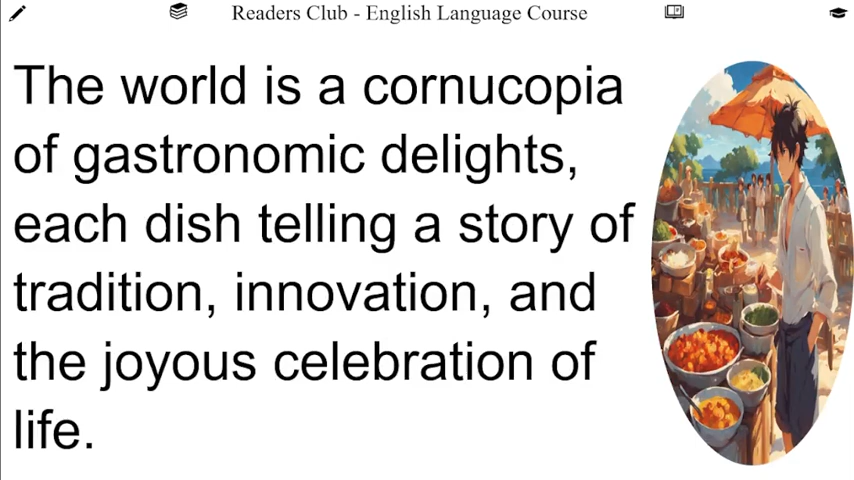 Readers Club - English Language Course
The world is a cornucopia
of gastronomic delights,
each dish telling a story of
tradition, innovation, and
the joyous celebration of
life.